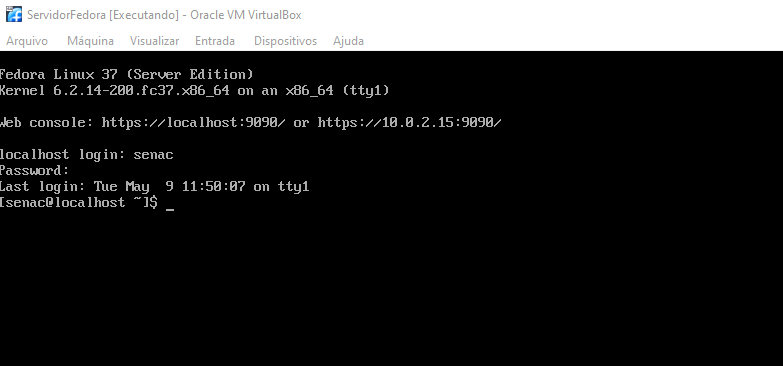 ServidorFedora [Executando] - Oracle VM VirtualBox
Arquivo Máquina Visualizar Entrada Dispositivos Ajuda
Fedora Linux 37 (Server Edition)
Kernel 6.2.14-200.fc37.x86_64 on an x86_64 (tty1)
Web console: https://localhost:9090/ or https://10.0.2.15:9090/
localhost login: senac
Password:
Last login: Tue May  9 11:50:07 on tty1
[senac@localhost ~]$ _